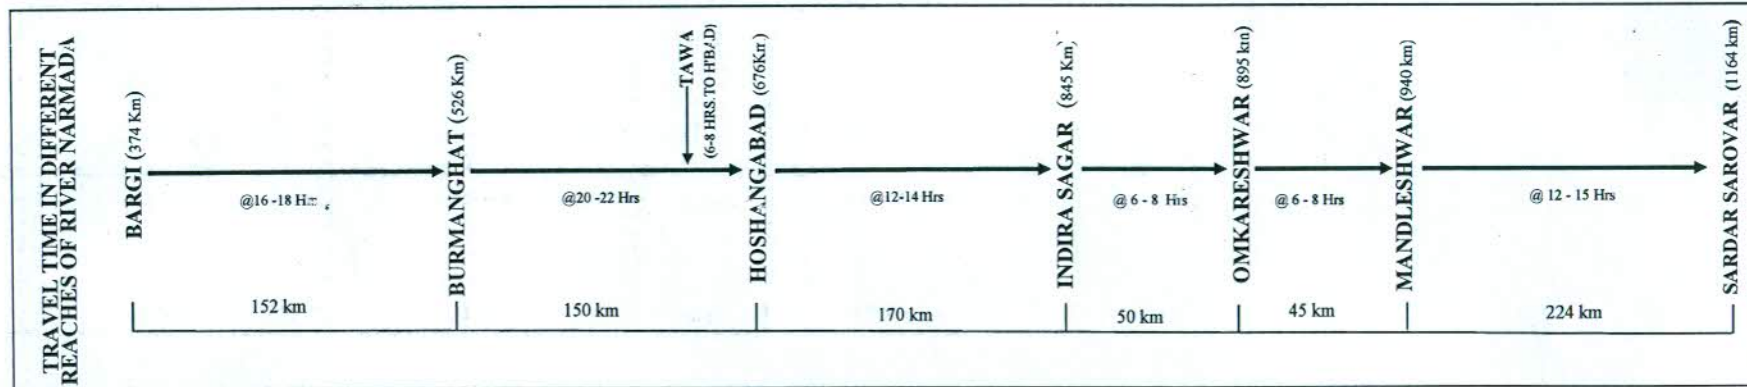 TRAVEL TIME IN DIFFERENT
REACHES OF RIVER NARMADA
BARGI (374 Km)
@16 -18
BURMANGHAT (526 Km)
@20 -22 Hrs
TAWA
(6-8 HRS. TO H'BAD)
HOSHANGABAD (676Km)
@12-14 Hrs
INDIRA SAGAR (845 Km)
@ 6 - 8 Hrs
OMKARESHWAR (895 km)
@ 6 - 8 Hrs
MANDLESHWAR (940 km)
@ 12 - 15 Hrs
SARDAR SAROVAR (1164 km)
152 km
150 km
170 km
50 km
45 km
224 km